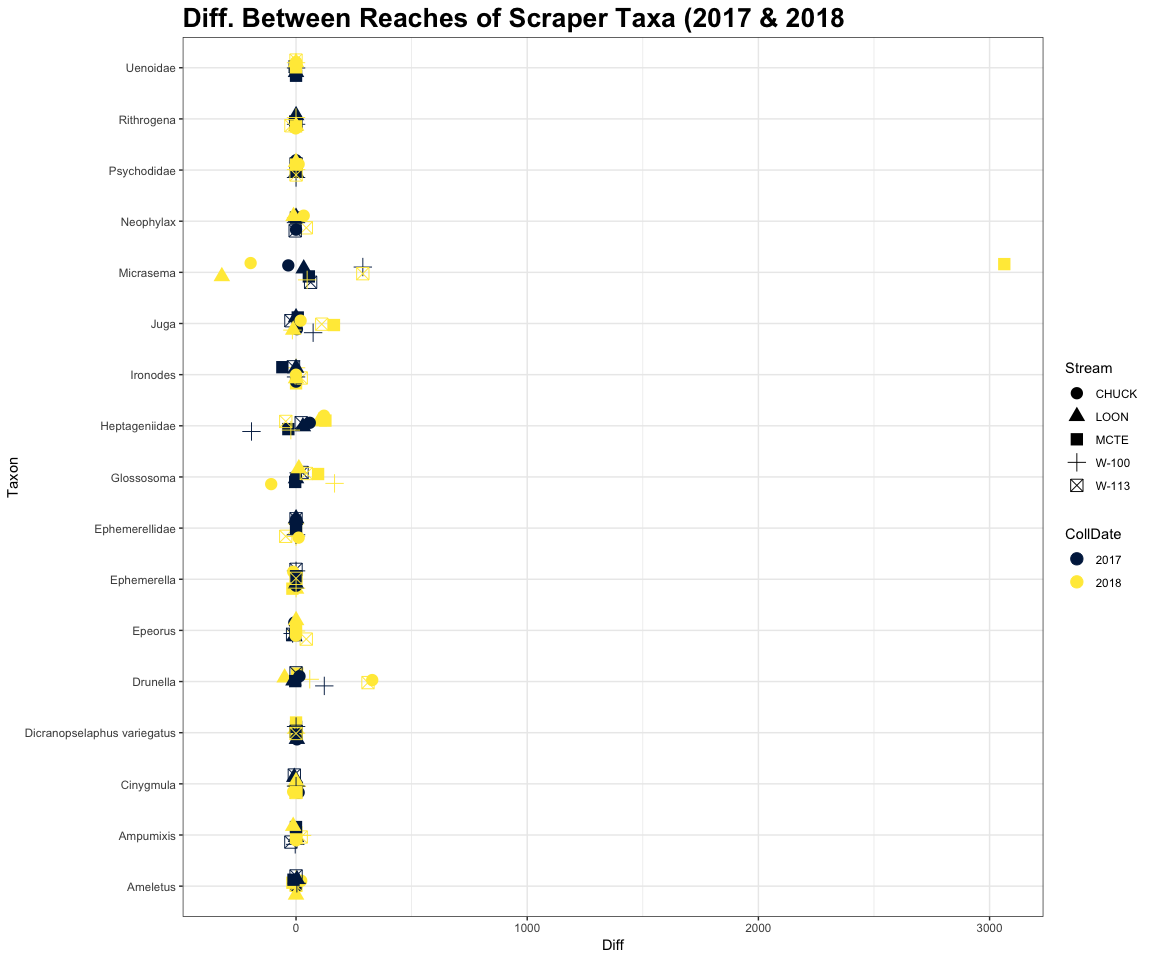 Diff. Between Reaches of Scraper Taxa (2017 & 2018
Uenoidae
Rithrogena
Psychodidae
Neophylax
Micrasema
Juga
Ironodes
Heptageniidae
Glossosoma
Ephemerellidae
Ephemerella
Epeorus
Drunella
Dicranopselaphus variegatus
Cinygmula
Ampumixis
Ameletus
Taxon
0 1000 2000 3000
Diff
Stream
CHUCK
LOON
MCTE
W-100
W-113
CollDate
2017
2018